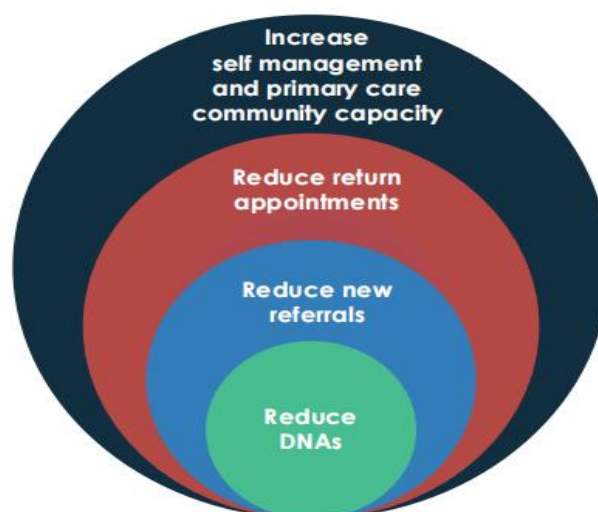 Increase
self management
and primary care
community capacity
Reduce return
appointments
Reduce new
referrals
Reduce
DNAs